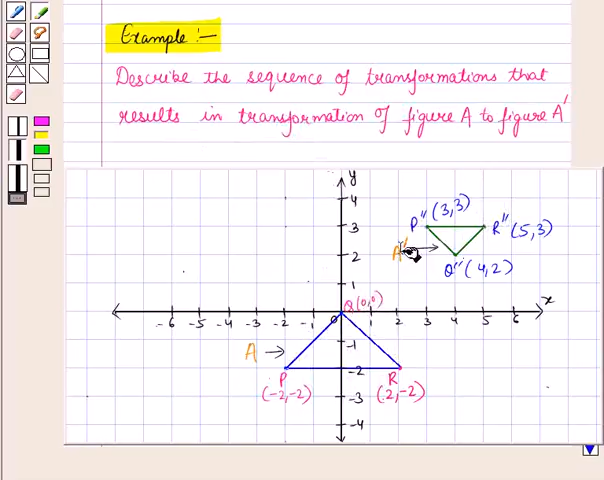 Example :-
Describe the sequence of transformations that
results in transformation of figure A to figure A'
y
4
P" (3,3)
3
R" (5,3)
A'
2
Q" (4,2)
1
Q(0,0)
x
-6 -5 -4 -3 -2 -1 0 1 2 3 4 5 6
-1
A
-2
P
R
(-2,-2)
(2,-2)
-3
-4